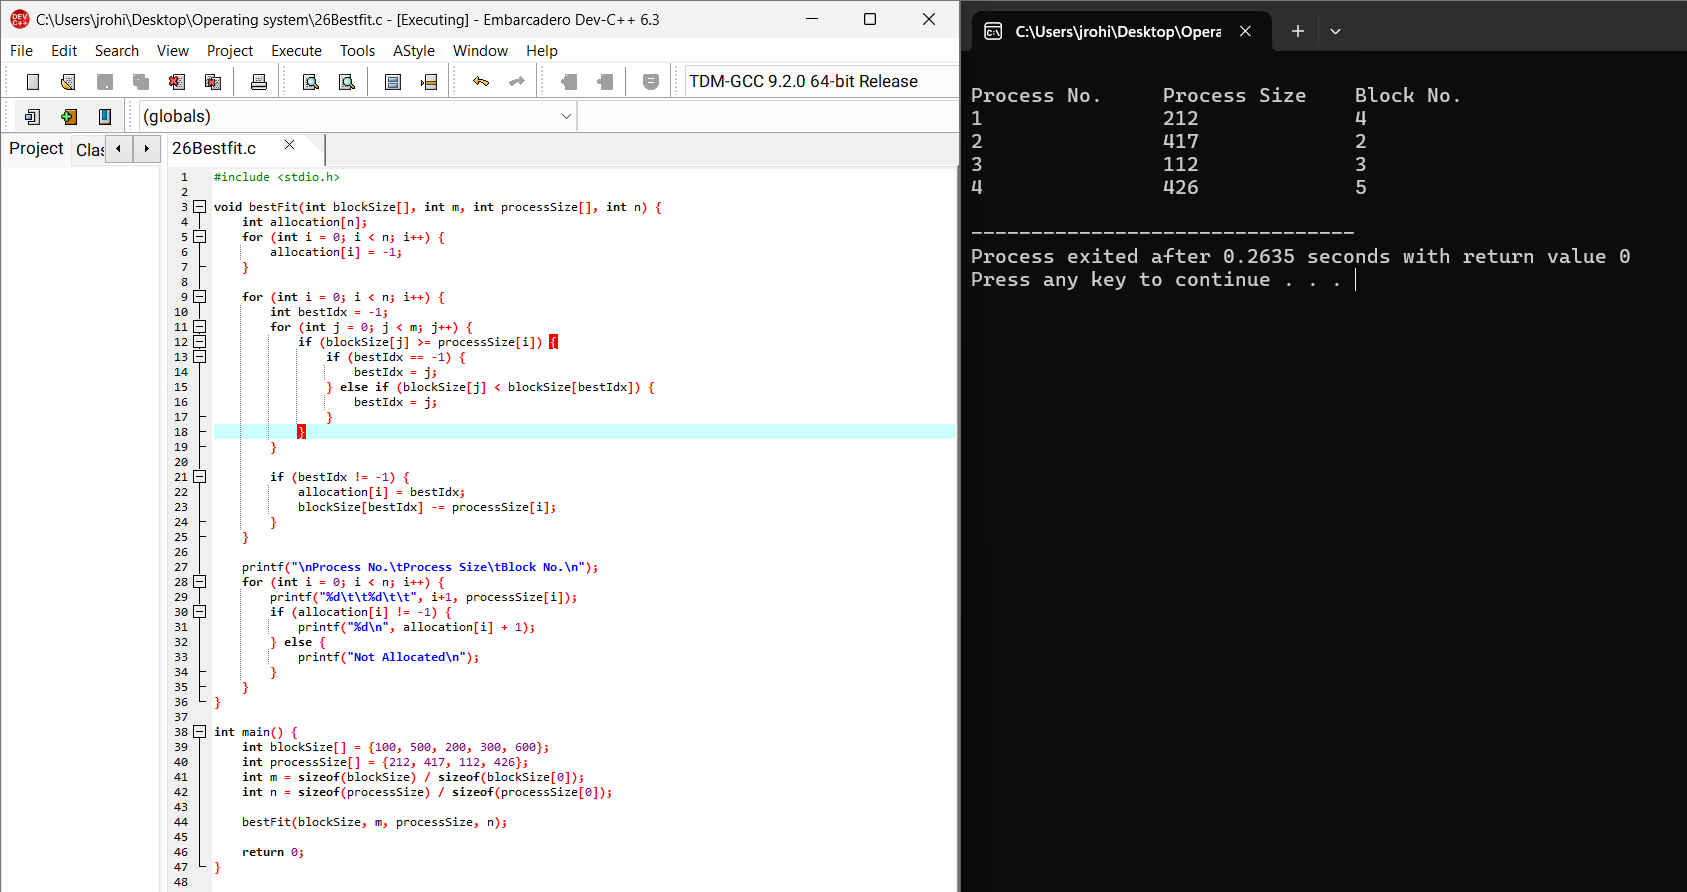 C:\Users\jrohi\Desktop\Operating system\26Bestfit.c - [Executing] - Embarcadero Dev-C++ 6.3
File Edit Search View Project Execute Tools AStyle Window Help
TDM-GCC 9.2.0 64-bit Release
(globals)
Project Clas 26Bestfit.c
1 #include <stdio.h>
2
3 void bestFit(int blockSize[], int m, int processSize[], int n) {
4     int allocation[n];
5     for (int i = 0; i < n; i++) {
6         allocation[i] = -1;
7     }
8
9     for (int i = 0; i < n; i++) {
10         int bestIdx = -1;
11         for (int j = 0; j < m; j++) {
12             if (blockSize[j] >= processSize[i]) {
13                 if (bestIdx == -1) {
14                     bestIdx = j;
15                 } else if (blockSize[j] < blockSize[bestIdx]) {
16                     bestIdx = j;
17                 }
18             }
19         }
20
21         if (bestIdx != -1) {
22             allocation[i] = bestIdx;
23             blockSize[bestIdx] -= processSize[i];
24         }
25     }
26
27     printf("\nProcess No.\tProcess Size\tBlock No.\n");
28     for (int i = 0; i < n; i++) {
29         printf("%d\t\t%d\t\t", i+1, processSize[i]);
30         if (allocation[i] != -1) {
31             printf("%d\n", allocation[i] + 1);
32         } else {
33             printf("Not Allocated\n");
34         }
35     }
36 }
37
38 int main() {
39     int blockSize[] = {100, 500, 200, 300, 600};
40     int processSize[] = {212, 417, 112, 426};
41     int m = sizeof(blockSize) / sizeof(blockSize[0]);
42     int n = sizeof(processSize) / sizeof(processSize[0]);
43
44     bestFit(blockSize, m, processSize, n);
45
46     return 0;
47 }
48
C:\Users\jrohi\Desktop\Opera
Process No. Process Size Block No.
1 212 4
2 417 2
3 112 3
4 426 5
--------------------------------
Process exited after 0.2635 seconds with return value 0
Press any key to continue . . .